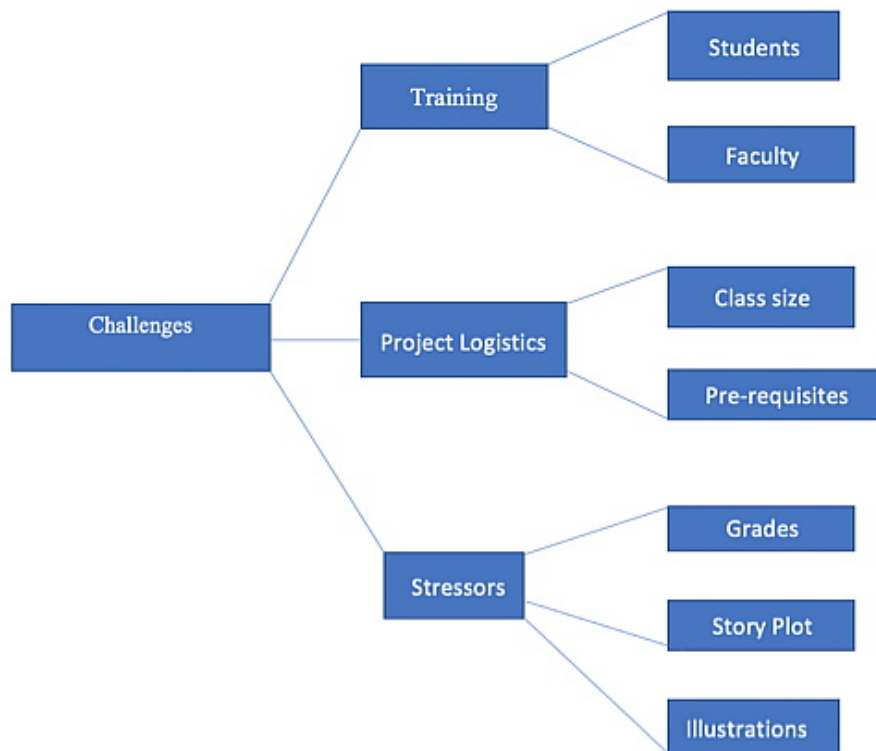 Students
Training
Faculty
Class size
Challenges
Project Logistics
Pre-requisites
Grades
Stressors
Story Plot
Illustrations